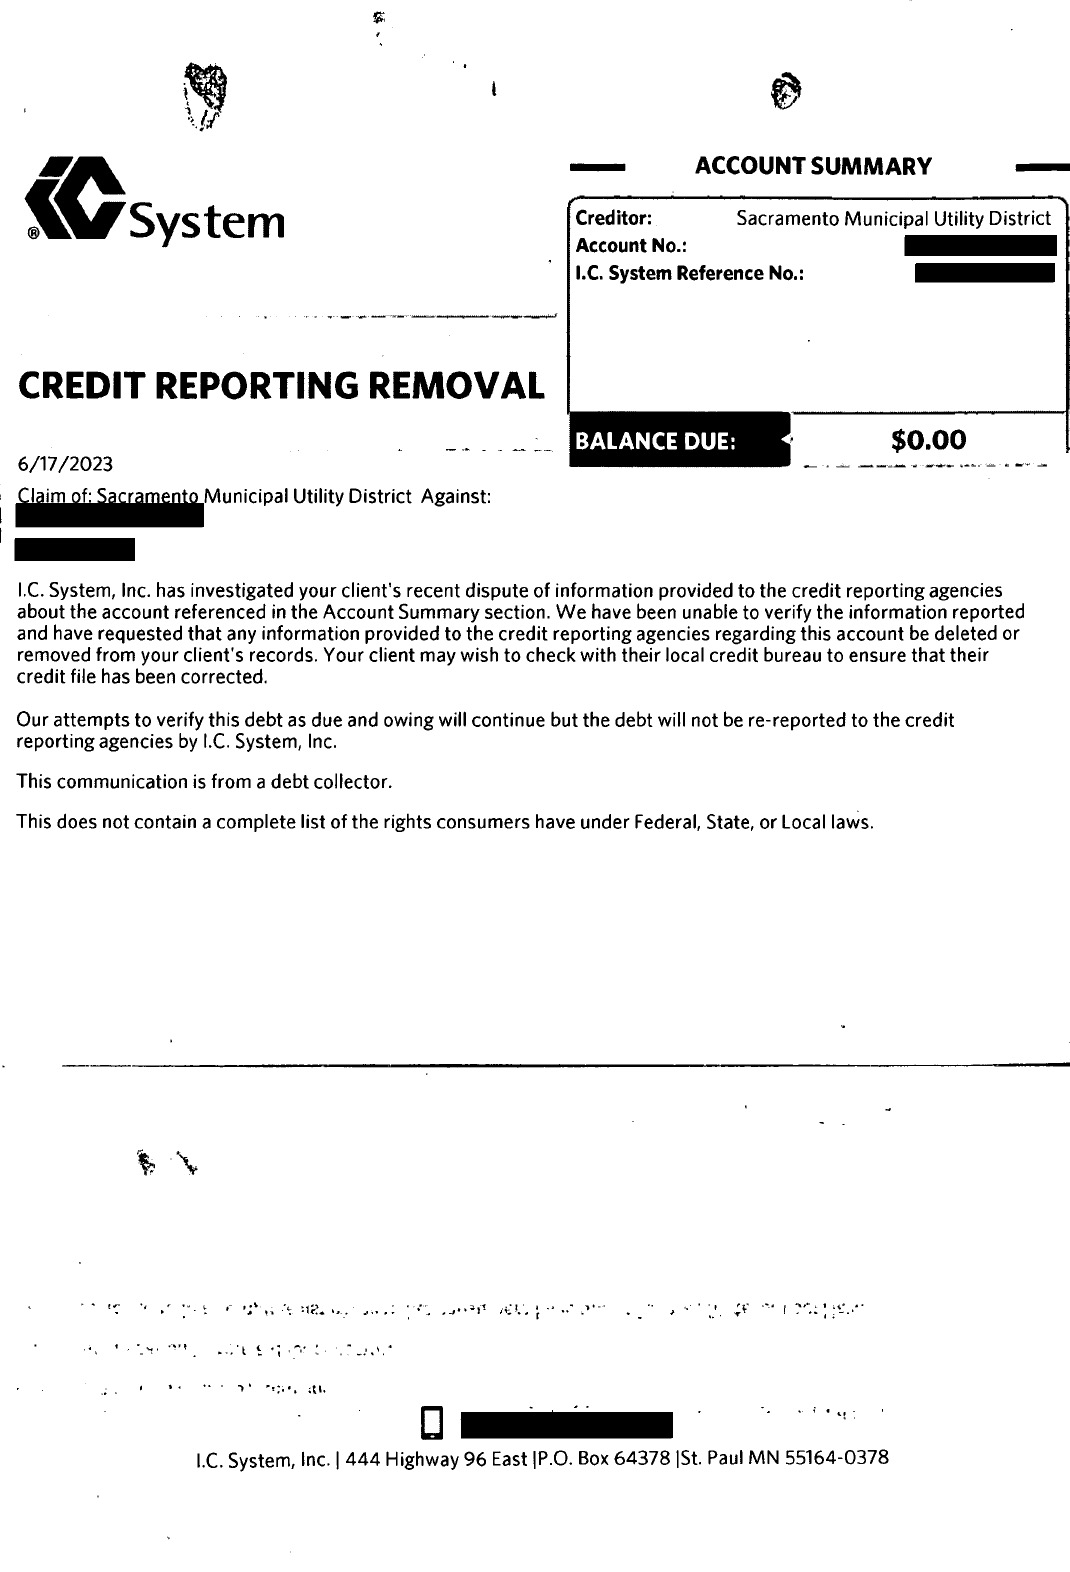 iC System
®
ACCOUNT SUMMARY
Creditor: Sacramento Municipal Utility District
Account No.:
I.C. System Reference No.:
CREDIT REPORTING REMOVAL
BALANCE DUE: $0.00
6/17/2023
Claim of: Sacramento Municipal Utility District Against:
I.C. System, Inc. has investigated your client's recent dispute of information provided to the credit reporting agencies
about the account referenced in the Account Summary section. We have been unable to verify the information reported
and have requested that any information provided to the credit reporting agencies regarding this account be deleted or
removed from your client's records. Your client may wish to check with their local credit bureau to ensure that their
credit file has been corrected.
Our attempts to verify this debt as due and owing will continue but the debt will not be re-reported to the credit
reporting agencies by I.C. System, Inc.
This communication is from a debt collector.
This does not contain a complete list of the rights consumers have under Federal, State, or Local laws.
I.C. System, Inc. | 444 Highway 96 East |P.O. Box 64378 |St. Paul MN 55164-0378